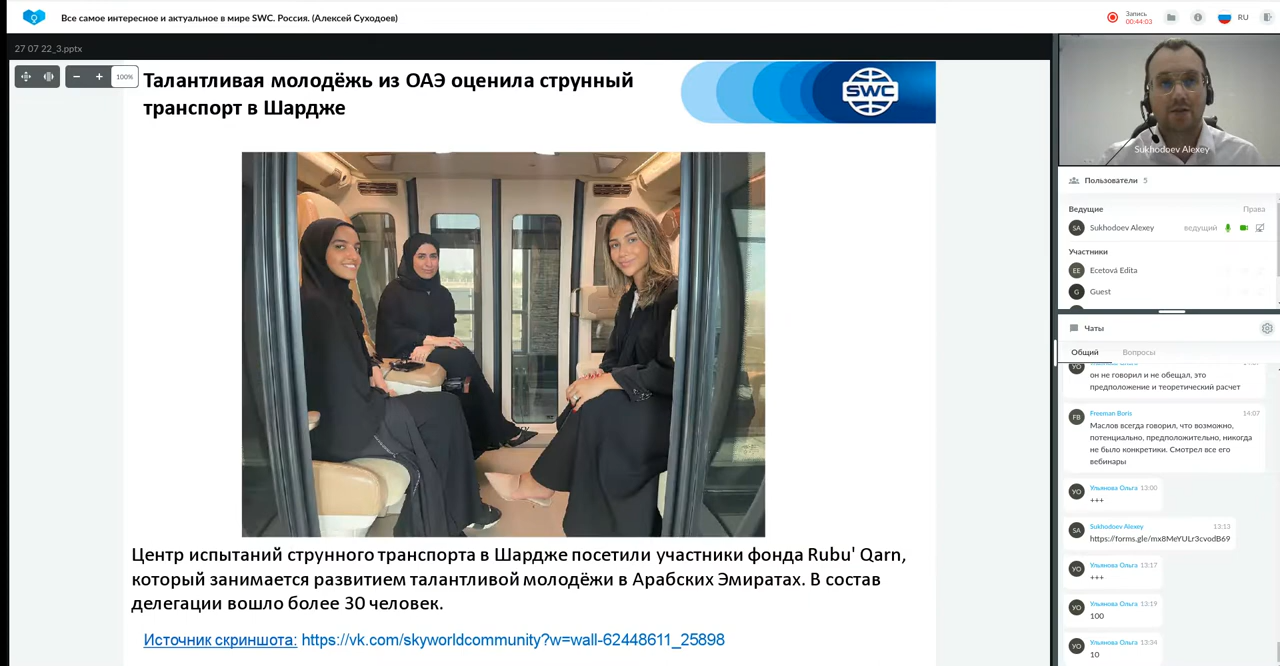 Все самое интересное и актуальное в мире SWC. Россия. (Алексей Суходоев)
Запись
00:44:03
RU
27 07 22_3.pptx
100%
Талантливая молодёжь из ОАЭ оценила струнный
транспорт в Шардже
SWC
Центр испытаний струнного транспорта в Шардже посетили участники фонда Rubu' Qarn,
который занимается развитием талантливой молодёжи в Арабских Эмиратах. В состав
делегации вошло более 30 человек.
Источник скриншота: https://vk.com/skyworldcommunity?w=wall-62448611_25898
Sukhodoev Alexey
Пользователи 5
Ведущие Права
SA Sukhodoev Alexey ведущий
Участники
EE Ecetová Edita
G Guest
Чаты
Общий Вопросы
УО
он не говорил и не обещал, это
предположение и теоретический расчет
FB Freeman Boris 14:07
Маслов всегда говорил, что возможно,
потенциально, предположительно, никогда
не было конкретики. Смотрел все его
вебинары
УО Ульянова Ольга 13:00
+++
SA Sukhodoev Alexey 13:13
https://forms.gle/mx8MeYULr3cvodB69
УО Ульянова Ольга 13:17
+++
УО Ульянова Ольга 13:19
100
УО Ульянова Ольга 13:34
10